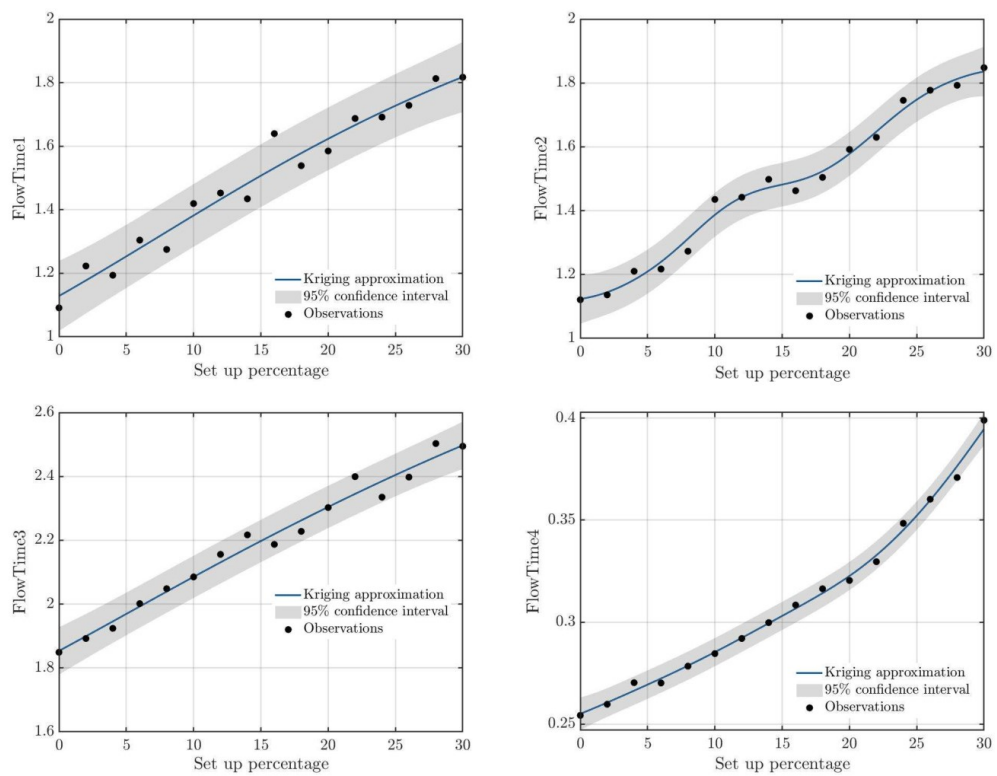 2
1.8
1.6
1.4
1.2
1
FlowTime1
Kriging approximation
95% confidence interval
Observations
0 5 10 15 20 25 30
Set up percentage
2
1.8
1.6
1.4
1.2
1
FlowTime2
Kriging approximation
95% confidence interval
Observations
0 5 10 15 20 25 30
Set up percentage
2.6
2.4
2.2
2
1.8
1.6
FlowTime3
Kriging approximation
95% confidence interval
Observations
0 5 10 15 20 25 30
Set up percentage
0.4
0.35
0.3
0.25
FlowTime4
Kriging approximation
95% confidence interval
Observations
0 5 10 15 20 25 30
Set up percentage